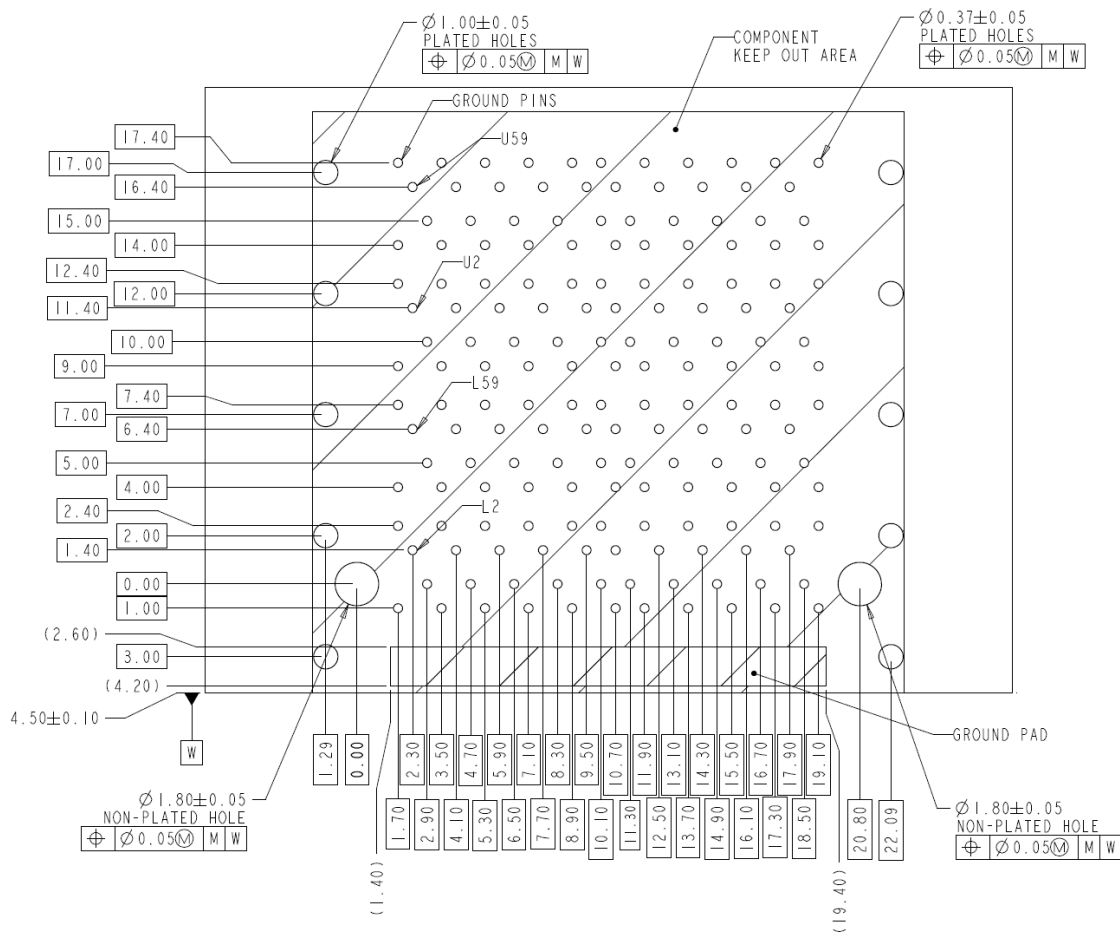 Ø1.00±0.05
PLATED HOLES
⌖ Ø0.05Ⓜ M W
COMPONENT
KEEP OUT AREA
Ø0.37±0.05
PLATED HOLES
⌖ Ø0.05Ⓜ M W
GROUND PINS
17.40
U59
17.00
16.40
15.00
14.00
U2
12.40
12.00
11.40
10.00
9.00
L59
7.40
7.00
6.40
5.00
4.00
L2
2.40
2.00
1.40
0.00
1.00
(2.60)
3.00
(4.20)
4.50±0.10
W
GROUND PAD
1.29
0.00
2.30
3.50
4.70
5.90
7.10
8.30
9.50
10.70
11.90
13.10
14.30
15.50
16.70
17.90
19.10
1.70
2.90
4.10
5.30
6.50
7.70
8.90
10.10
11.30
12.50
13.70
14.90
16.10
17.30
18.50
20.80
22.09
Ø1.80±0.05
NON-PLATED HOLE
⌖ Ø0.05Ⓜ M W
Ø1.80±0.05
NON-PLATED HOLE
⌖ Ø0.05Ⓜ M W
(1.40)
(19.40)